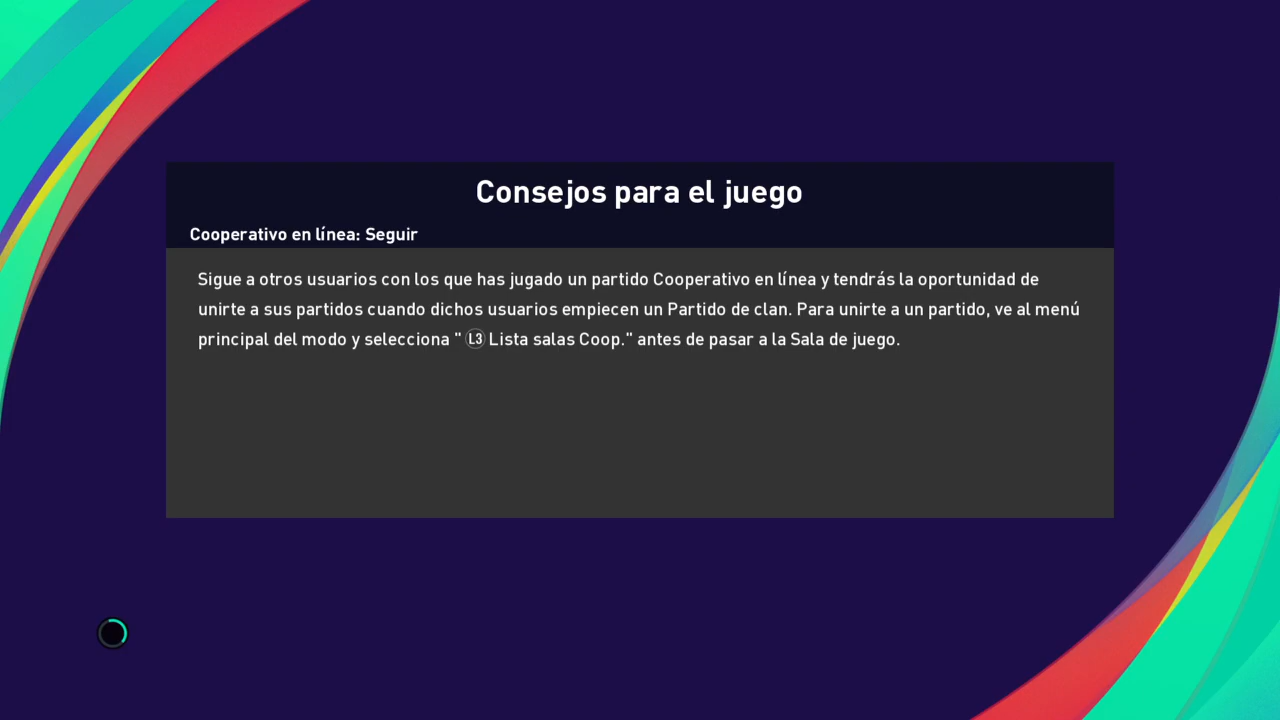 Consejos para el juego
Cooperativo en línea: Seguir
Sigue a otros usuarios con los que has jugado un partido Cooperativo en línea y tendrás la oportunidad de
unirte a sus partidos cuando dichos usuarios empiecen un Partido de clan. Para unirte a un partido, ve al menú
principal del modo y selecciona " L3 Lista salas Coop." antes de pasar a la Sala de juego.